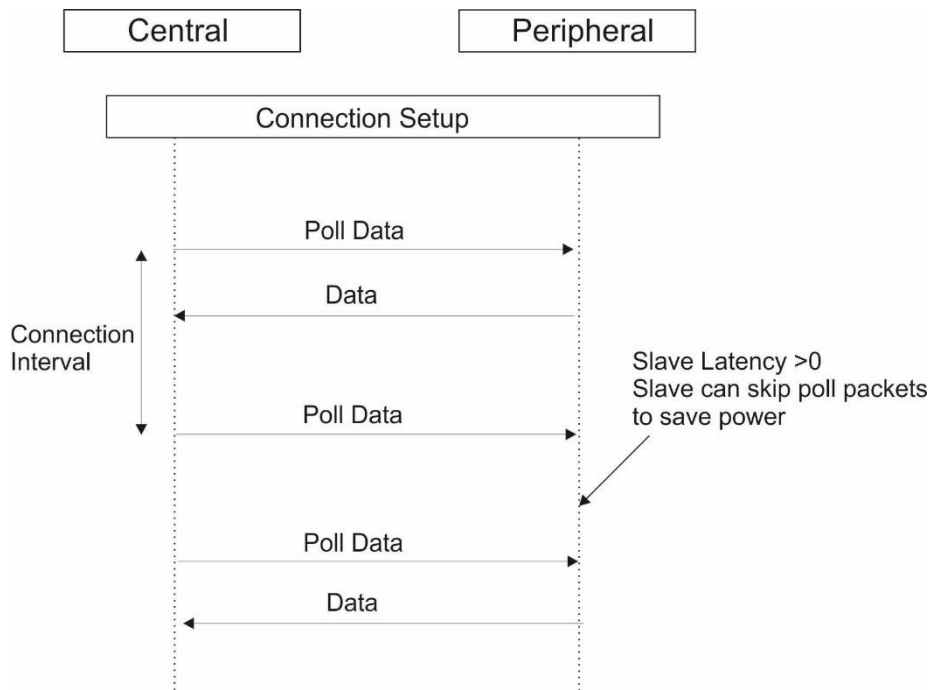 Central
Peripheral
Connection Setup
Poll Data
Data
Connection
Interval
Slave Latency >0
Slave can skip poll packets
to save power
Poll Data
Poll Data
Data